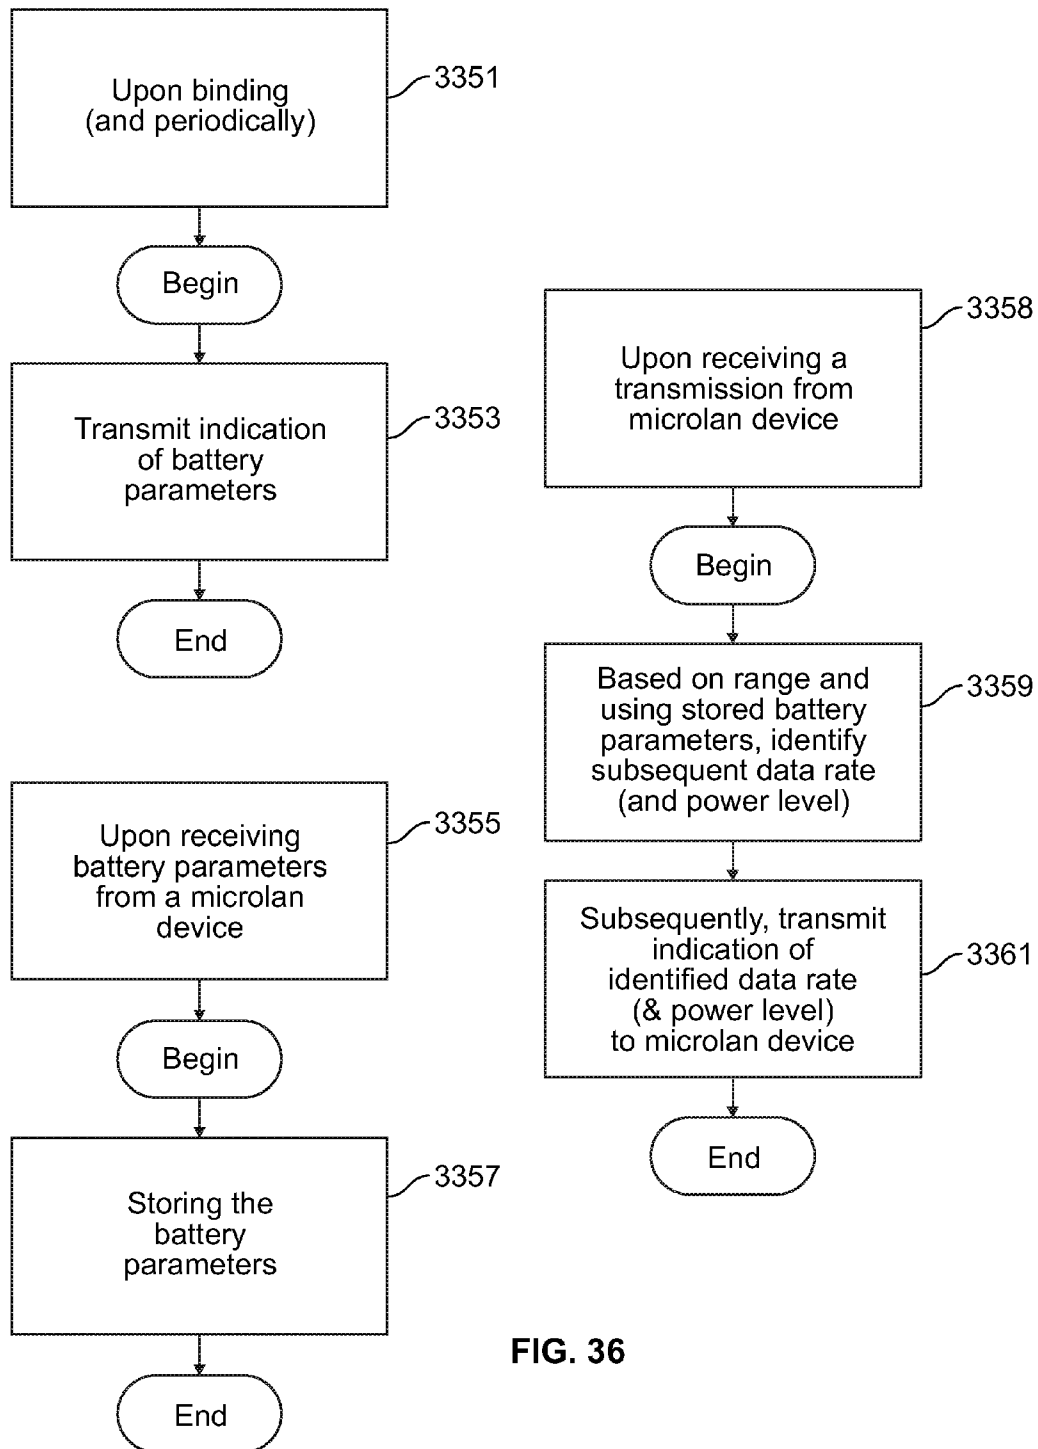 Upon binding
(and periodically)
3351
Begin
Transmit indication
of battery
parameters
3353
End
Upon receiving
battery parameters
from a microlan
device
3355
Begin
Storing the
battery
parameters
3357
End
Upon receiving a
transmission from
microlan device
3358
Begin
Based on range and
using stored battery
parameters, identify
subsequent data rate
(and power level)
3359
Subsequently, transmit
indication of
identified data rate
(& power level)
to microlan device
3361
End
FIG. 36